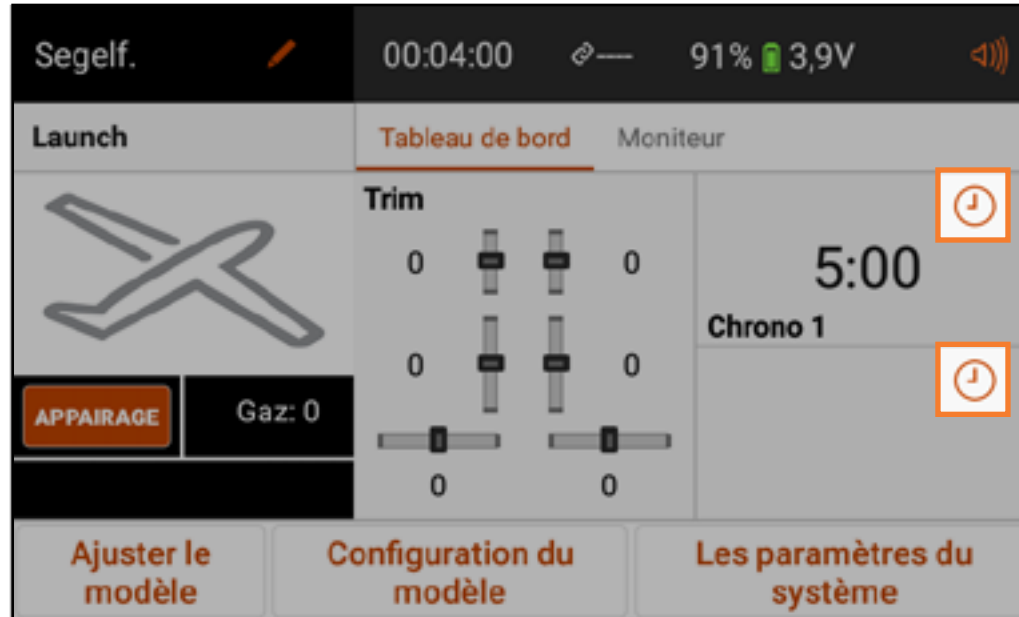 Segelf.
00:04:00
----
91% 3,9V
Launch
Tableau de bord
Moniteur
Trim
0 0
0 0
0 0
5:00
Chrono 1
APPAIRAGE
Gaz: 0
Ajuster le
modèle
Configuration du
modèle
Les paramètres du
système